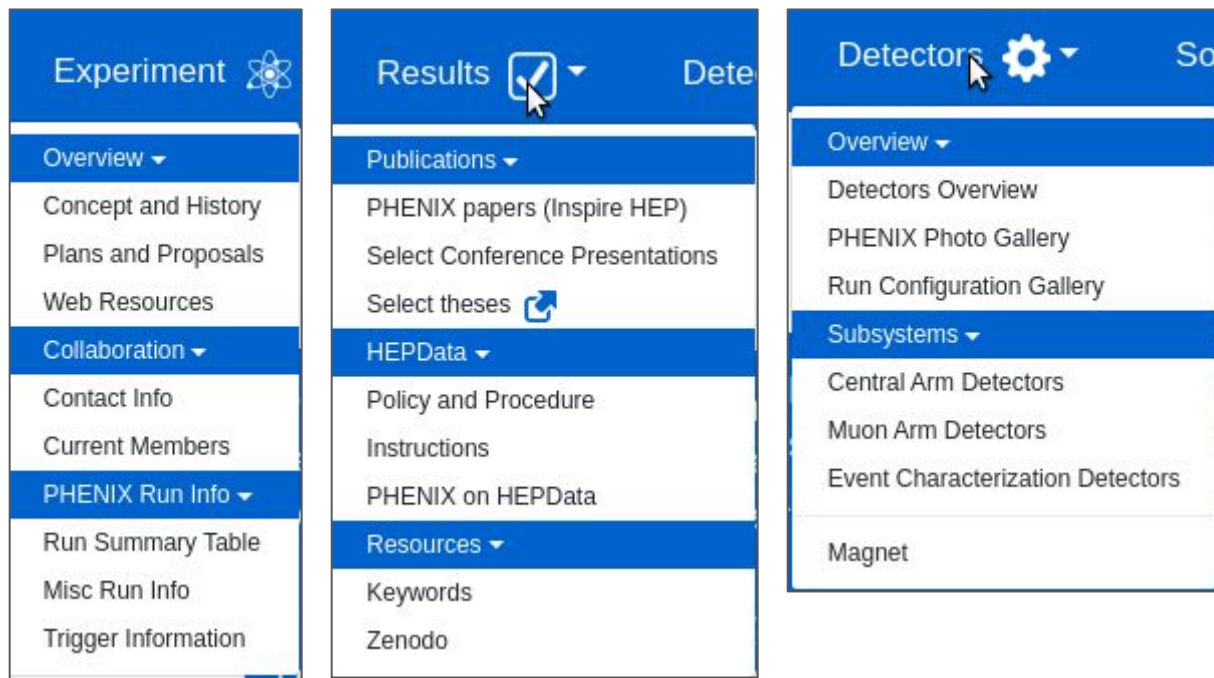 Experiment
Overview
Concept and History
Plans and Proposals
Web Resources
Collaboration
Contact Info
Current Members
PHENIX Run Info
Run Summary Table
Misc Run Info
Trigger Information
Results
Dete
Publications
PHENIX papers (Inspire HEP)
Select Conference Presentations
Select theses
HEPData
Policy and Procedure
Instructions
PHENIX on HEPData
Resources
Keywords
Zenodo
Detectors
So
Overview
Detectors Overview
PHENIX Photo Gallery
Run Configuration Gallery
Subsystems
Central Arm Detectors
Muon Arm Detectors
Event Characterization Detectors
Magnet